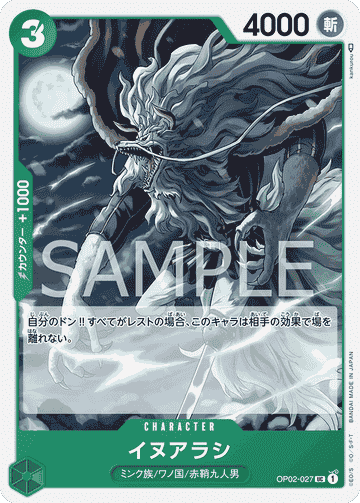 3
4000
斬
kankurou
カウンター +1000
SAMPLE
自分のドン!!すべてがレストの場合、このキャラは相手の効果で場を
離れない。
CHARACTER
イヌアラシ
ミンク族/ワノ国/赤鞘九人男
OP02-027 UC 1
©E.O/S ©O.,S-F-T BANDAI MADE IN JAPAN